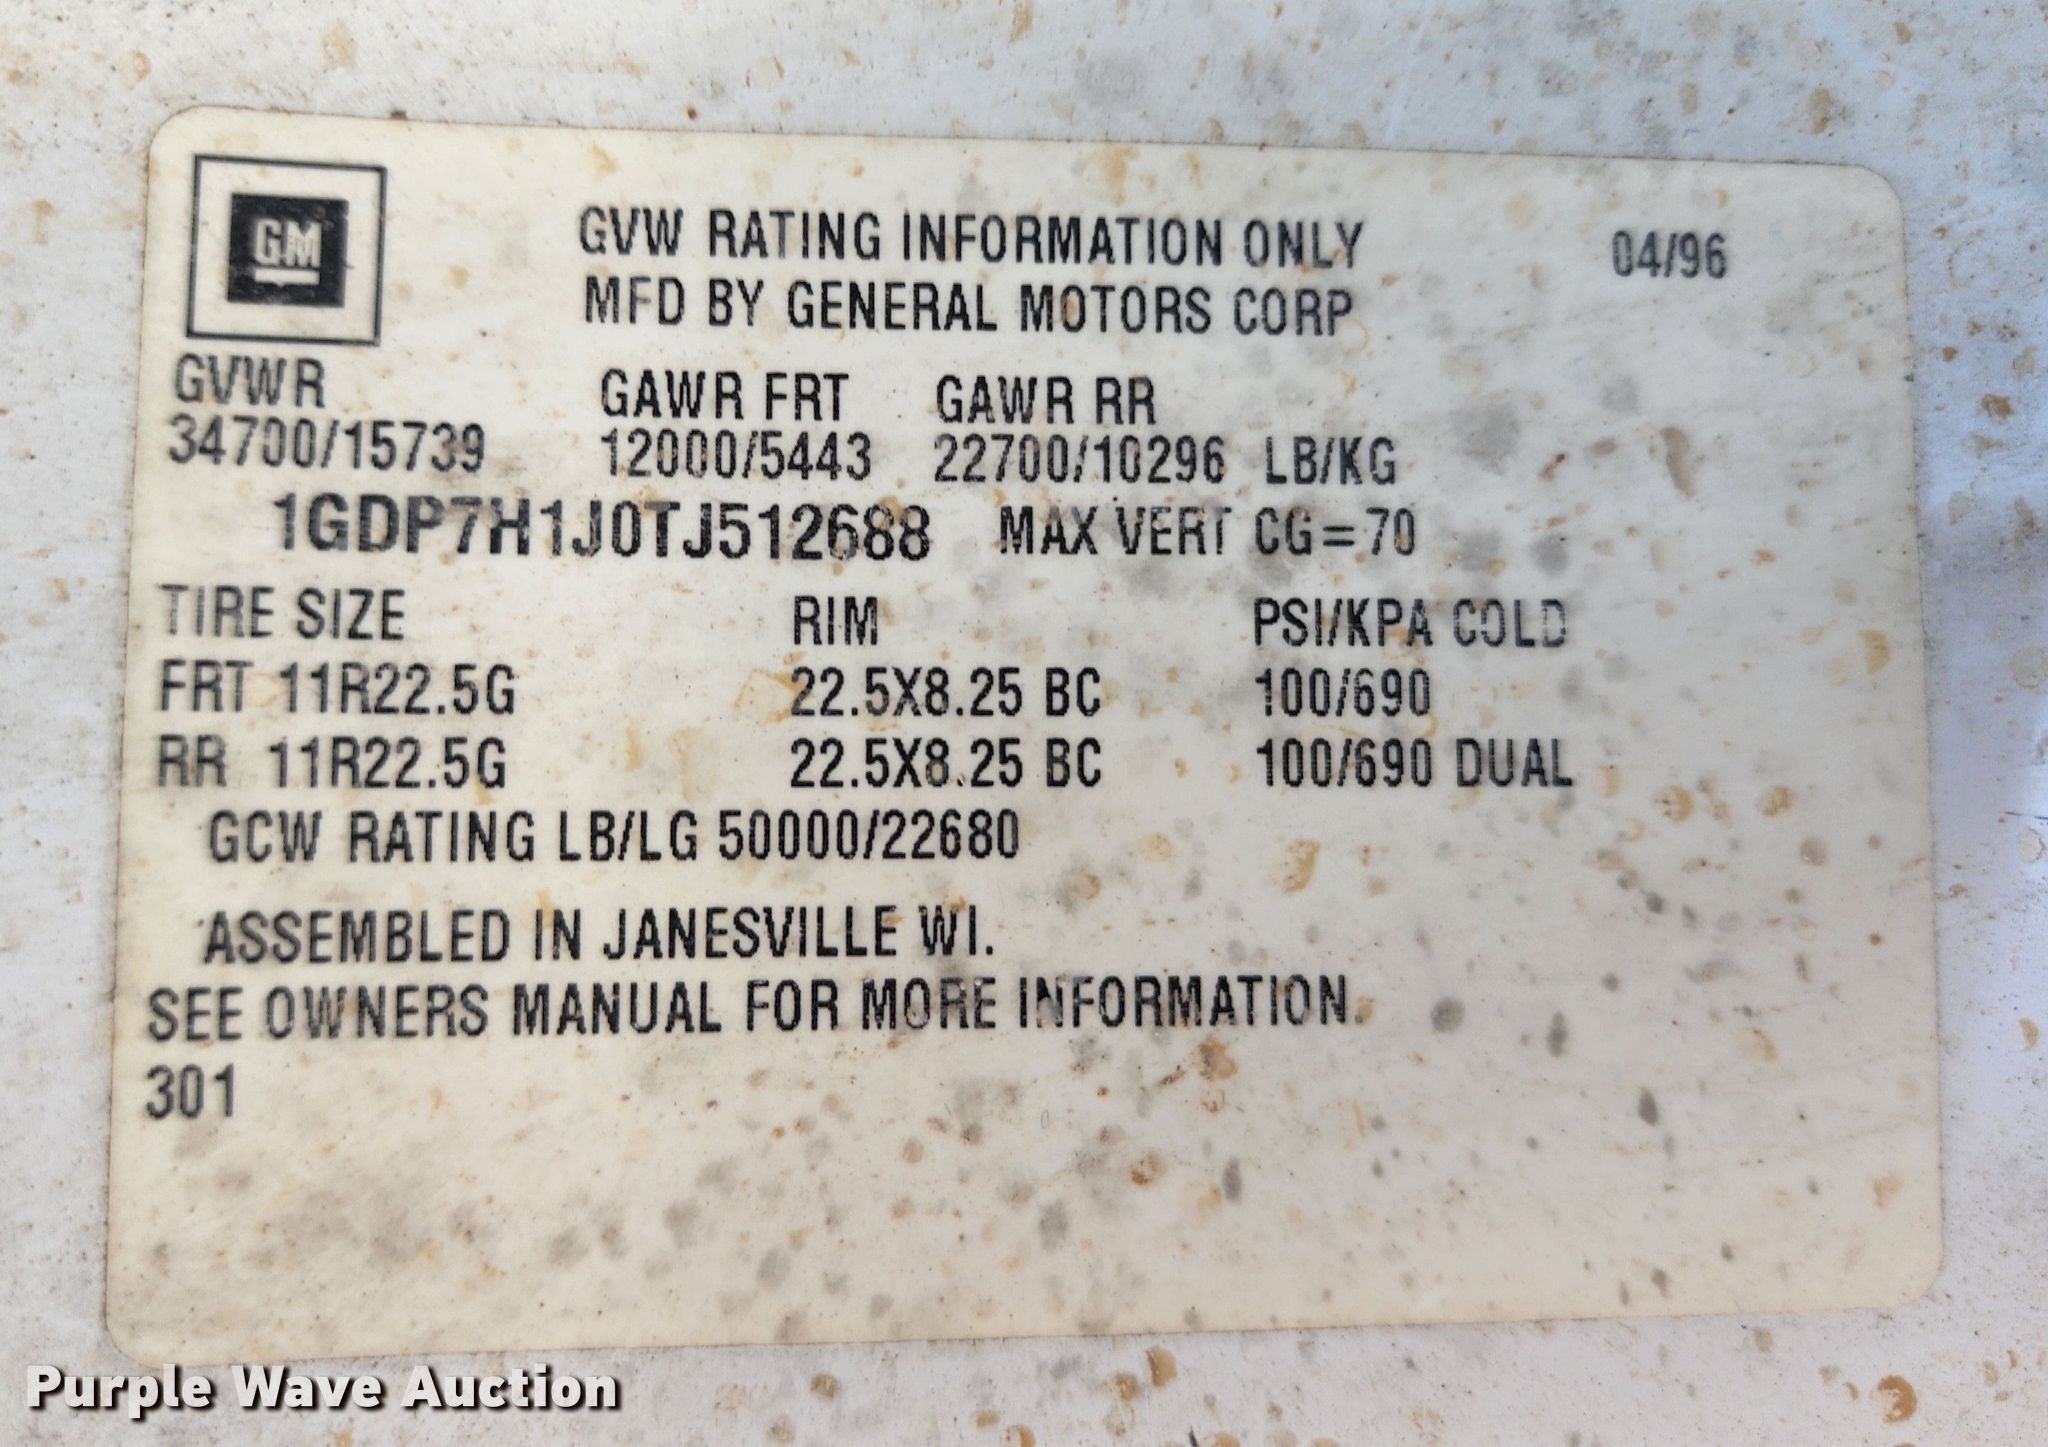 GM
GVW RATING INFORMATION ONLY 04/96
MFD BY GENERAL MOTORS CORP
GVWR GAWR FRT GAWR RR
34700/15739 12000/5443 22700/10296 LB/KG
1GDP7H1J0TJ512688 MAX VERT CG=70
TIRE SIZE RIM PSI/KPA COLD
FRT 11R22.5G 22.5X8.25 BC 100/690
RR 11R22.5G 22.5X8.25 BC 100/690 DUAL
GCW RATING LB/LG 50000/22680
ASSEMBLED IN JANESVILLE WI.
SEE OWNERS MANUAL FOR MORE INFORMATION.
301
Purple Wave Auction